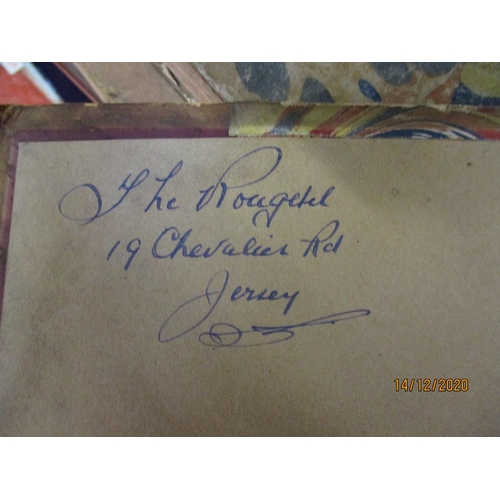 Le Rougetel
19 Chevalier Rd
Jersey
14/12/2020